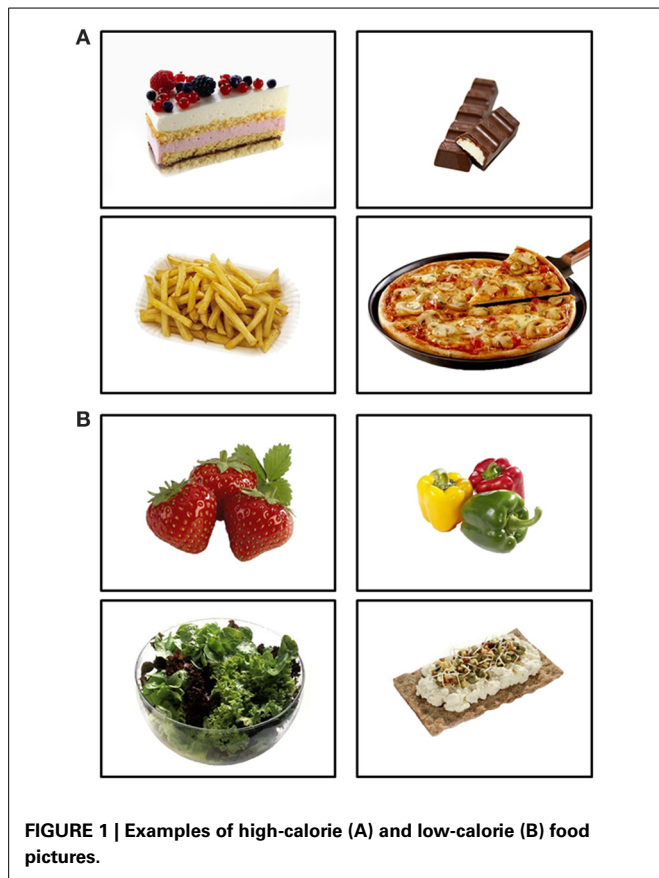 A
B
FIGURE 1 | Examples of high-calorie (A) and low-calorie (B) food
pictures.